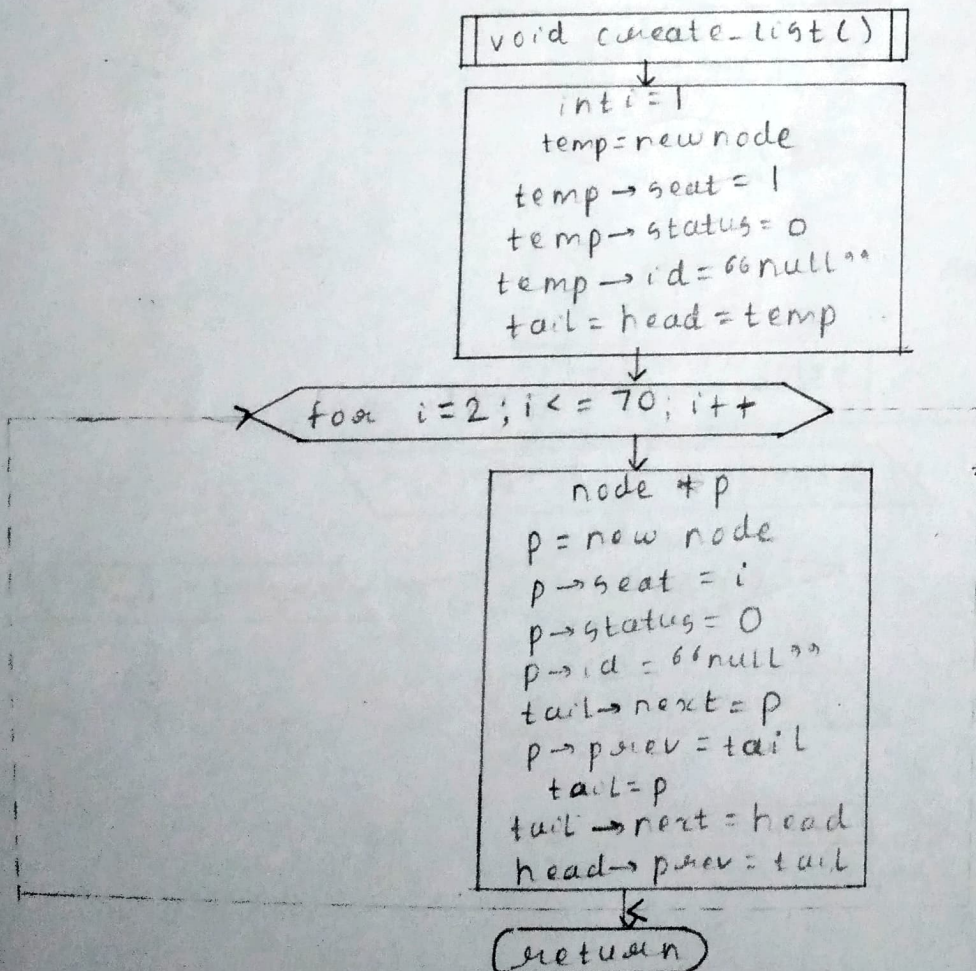 void create_list()
int i = 1
temp = new node
temp → seat = 1
temp → status = 0
temp → id = “null”
tail = head = temp
for i = 2 ; i < = 70 ; i + +
node * p
p = new node
p → seat = i
p → status = 0
p → id = “null”
tail → next = p
p → prev = tail
tail = p
tail → next = head
head → prev = tail
return